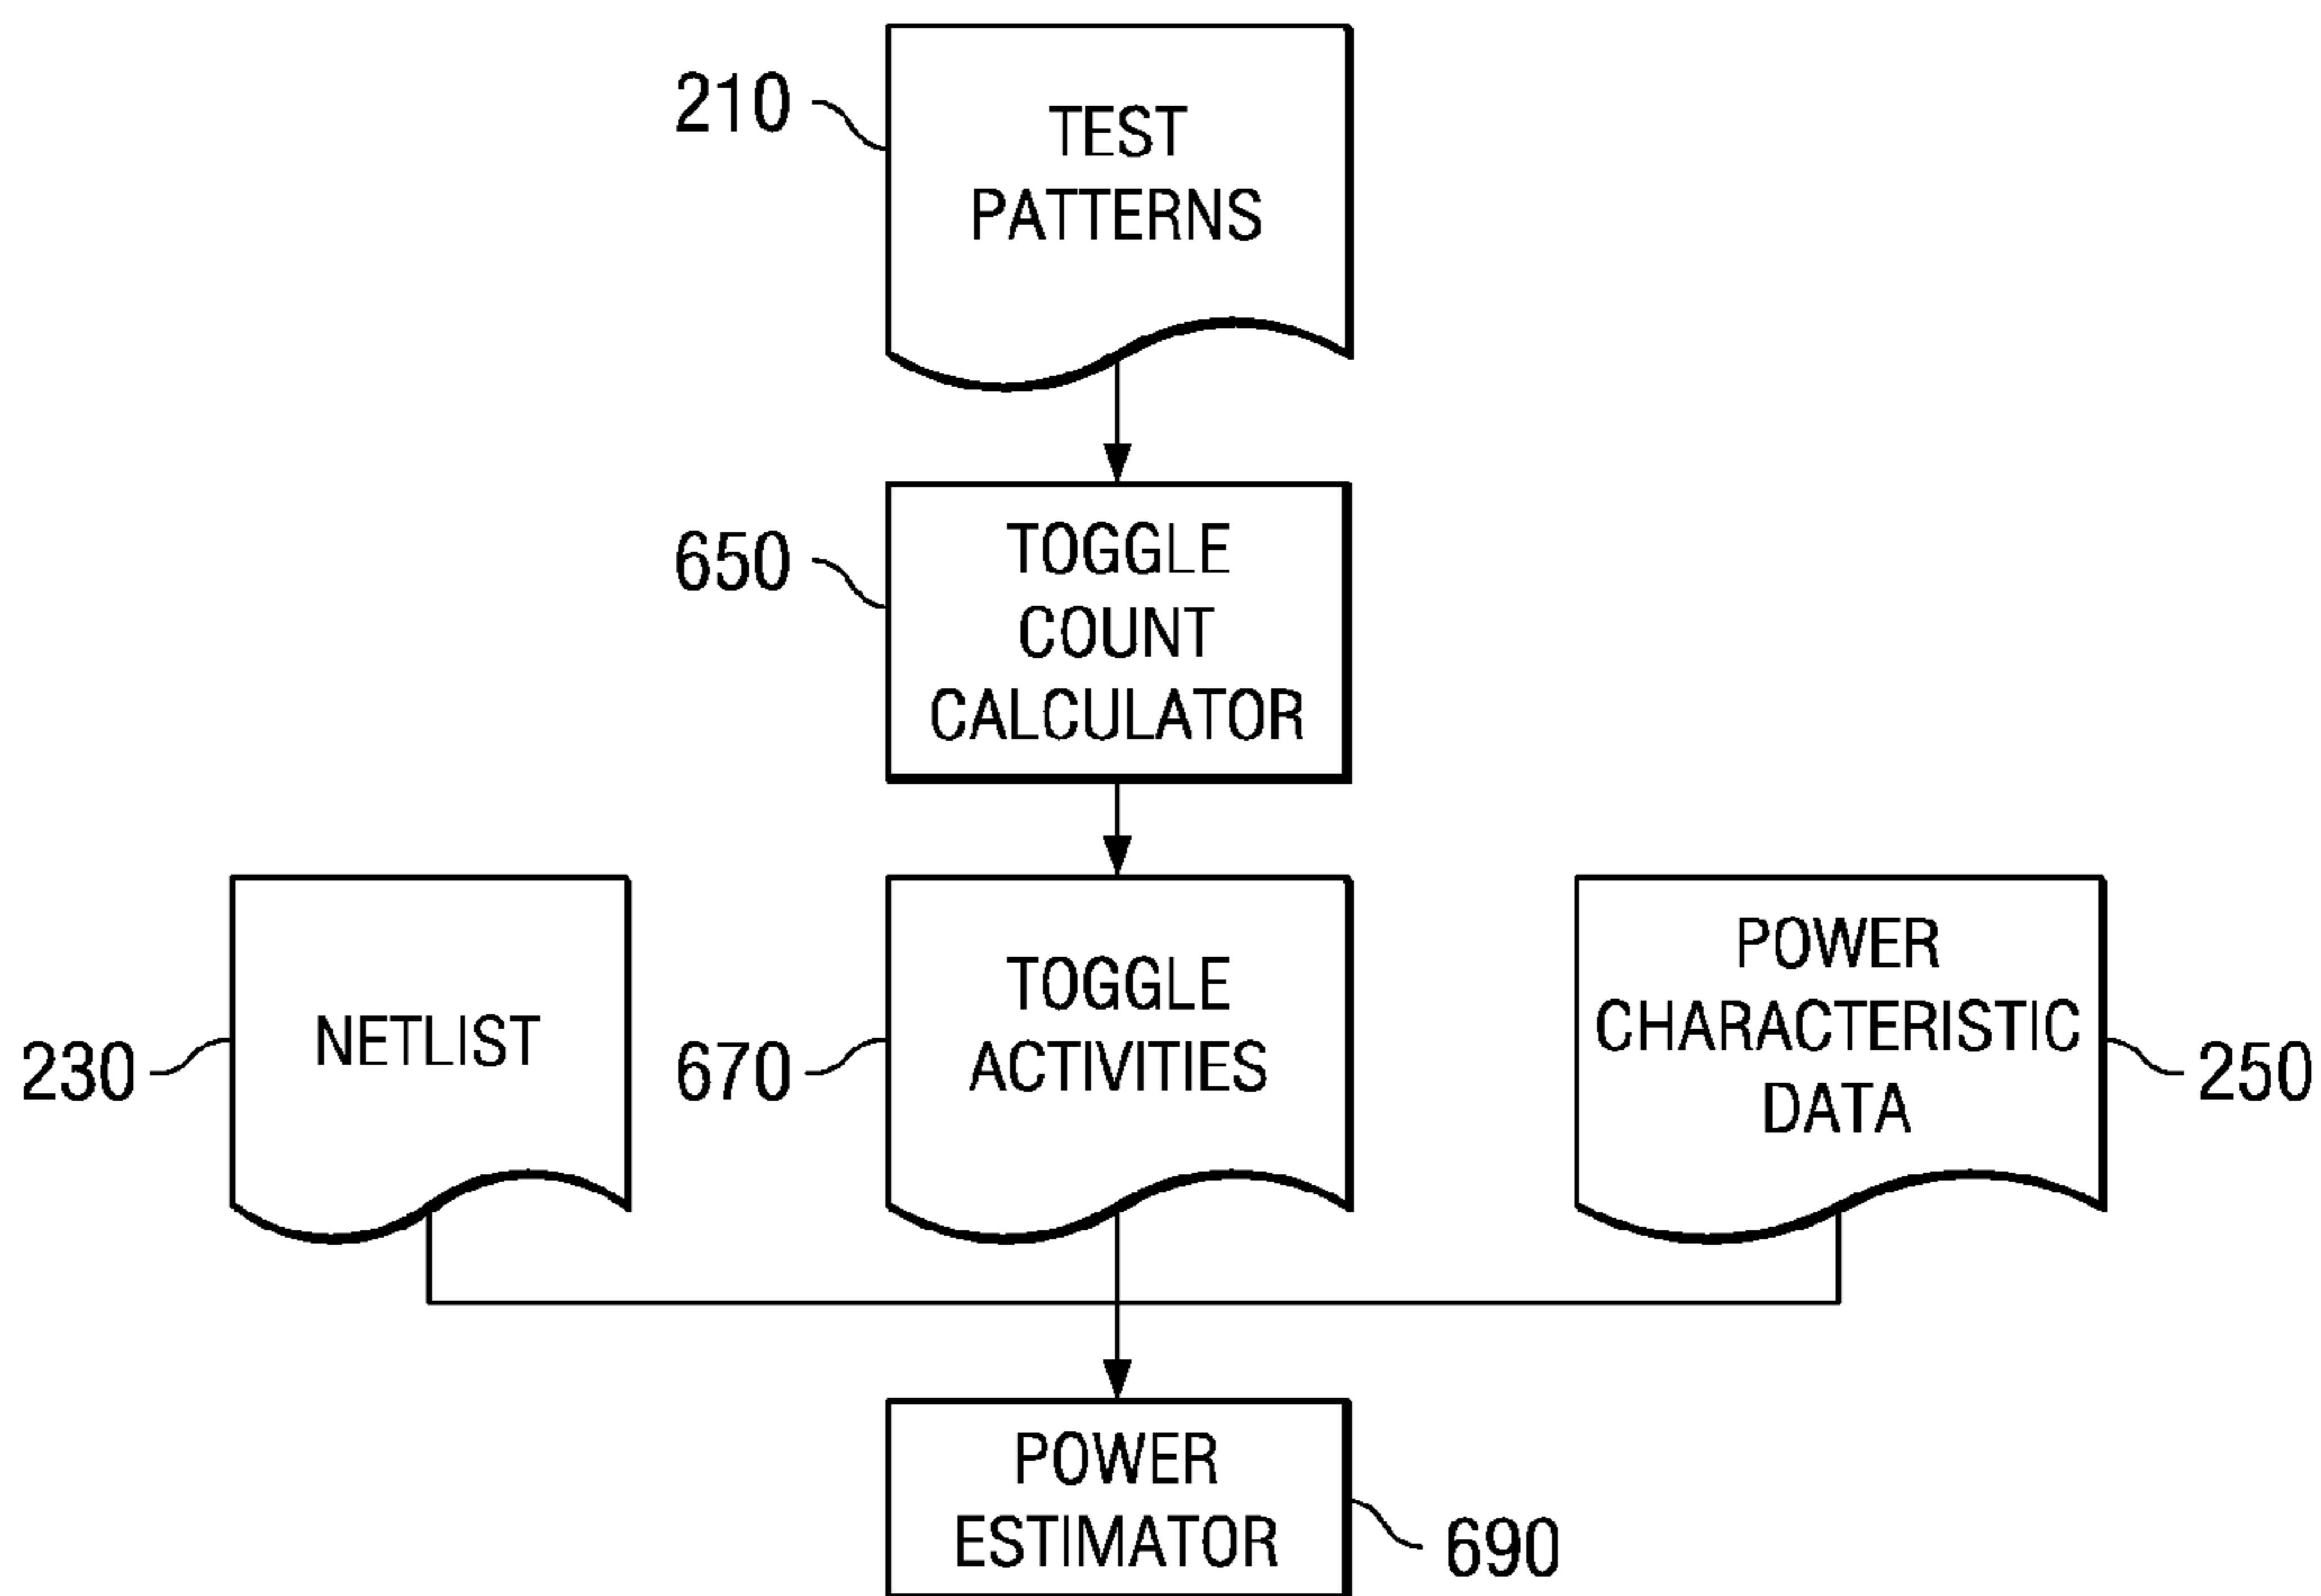 210
TEST
PATTERNS
650
TOGGLE
COUNT
CALCULATOR
230
NETLIST
670
TOGGLE
ACTIVITIES
POWER
CHARACTERISTIC
DATA
250
POWER
ESTIMATOR
690